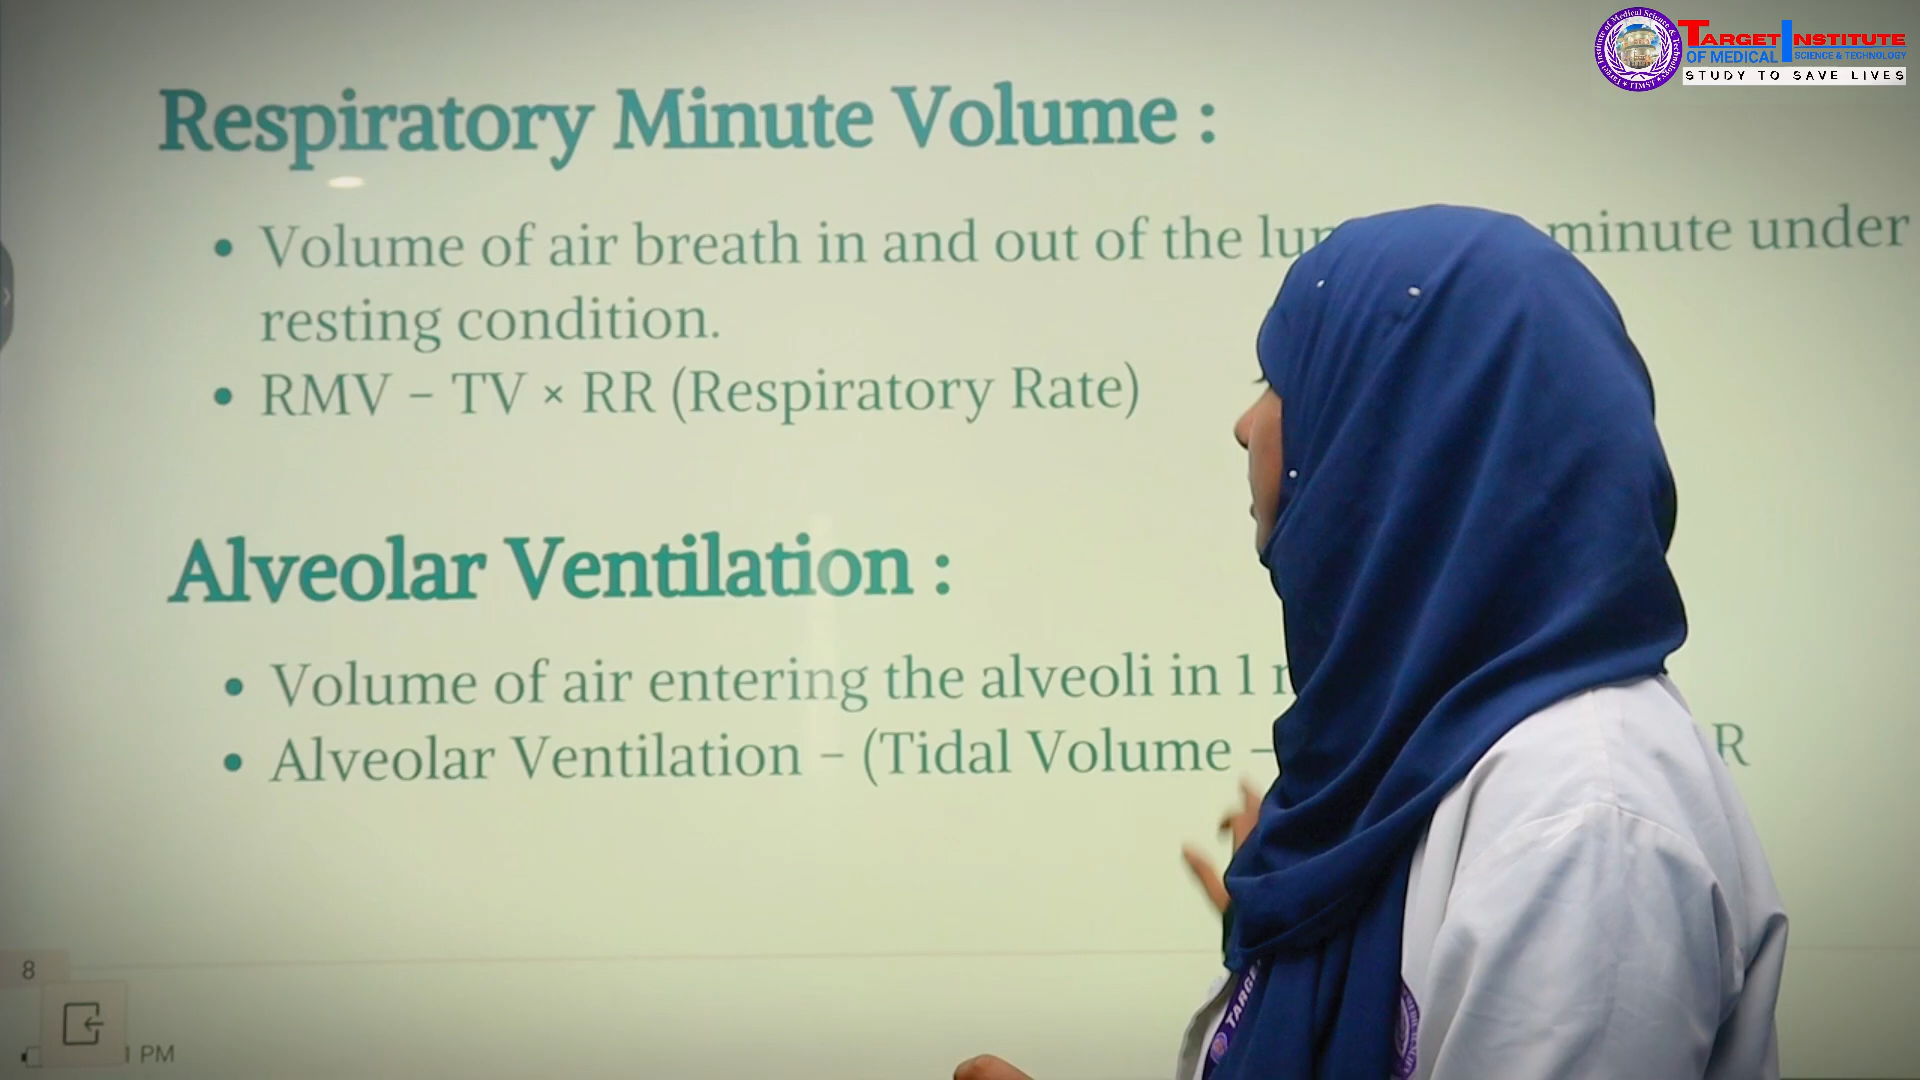 TARGET INSTITUTE
OF MEDICAL SCIENCE & TECHNOLOGY
STUDY TO SAVE LIVES
Respiratory Minute Volume :
• Volume of air breath in and out of the minute under
resting condition.
• RMV – TV × RR (Respiratory Rate)
Alveolar Ventilation :
• Volume of air entering the alveoli in 1
• Alveolar Ventilation – (Tidal Volume –
8
PM
TARGET